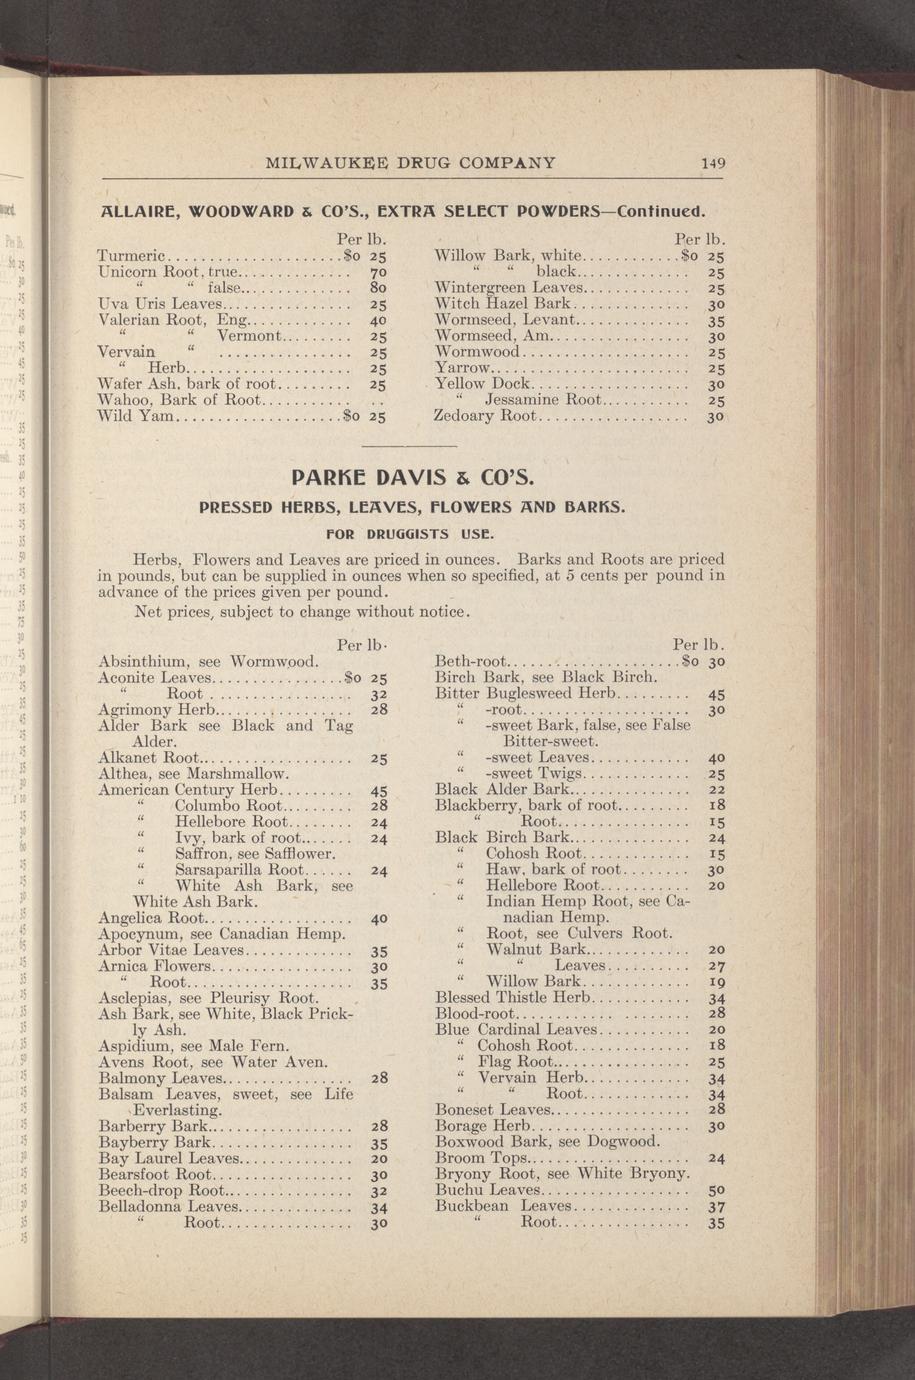 MILWAUKEE DRUG COMPANY 149
ALLAIRE, WOODWARD & CO'S., EXTRA SELECT POWDERS—Continued.
Per lb.
Turmeric......................$0 25
Unicorn Root, true.............. 70
“ “ false.............. 80
Uva Uris Leaves................ 25
Valerian Root, Eng............. 40
“ “ Vermont......... 25
Vervain “ ................. 25
“ Herb..................... 25
Wafer Ash, bark of root......... 25
Wahoo, Bark of Root........... ..
Wild Yam.....................$0 25
Per lb.
Willow Bark, white............$0 25
“ “ black............. 25
Wintergreen Leaves............. 25
Witch Hazel Bark.............. 30
Wormseed, Levant.............. 35
Wormseed, Am................. 30
Wormwood..................... 25
Yarrow......................... 25
Yellow Dock.................... 30
“ Jessamine Root........... 25
Zedoary Root................... 30
PARKE DAVIS & CO'S.
PRESSED HERBS, LEAVES, FLOWERS AND BARKS.
FOR DRUGGISTS USE.
Herbs, Flowers and Leaves are priced in ounces. Barks and Roots are priced
in pounds, but can be supplied in ounces when so specified, at 5 cents per pound in
advance of the prices given per pound.
Net prices, subject to change without notice.
Per lb.
Absinthium, see Wormwood.
Aconite Leaves................$0 25
“ Root .................. 32
Agrimony Herb................. 28
Alder Bark see Black and Tag
Alder.
Alkanet Root................... 25
Althea, see Marshmallow.
American Century Herb......... 45
“ Columbo Root......... 28
“ Hellebore Root........ 24
“ Ivy, bark of root....... 24
“ Saffron, see Safflower.
“ Sarsaparilla Root...... 24
“ White Ash Bark, see
White Ash Bark.
Angelica Root.................. 40
Apocynum, see Canadian Hemp.
Arbor Vitae Leaves............. 35
Arnica Flowers................. 30
“ Root..................... 35
Asclepias, see Pleurisy Root.
Ash Bark, see White, Black Prick-
ly Ash.
Aspidium, see Male Fern.
Avens Root, see Water Aven.
Balmony Leaves................ 28
Balsam Leaves, sweet, see Life
Everlasting.
Barberry Bark.................. 28
Bayberry Bark................. 35
Bay Laurel Leaves.............. 20
Bearsfoot Root................. 30
Beech-drop Root................ 32
Belladonna Leaves.............. 34
“ Root................ 30
Per lb.
Beth-root.....................$0 30
Birch Bark, see Black Birch.
Bitter Buglesweed Herb......... 45
“ -root................... 30
“ -sweet Bark, false, see False
Bitter-sweet.
“ -sweet Leaves............ 40
“ -sweet Twigs............. 25
Black Alder Bark............... 22
Blackberry, bark of root......... 18
“ Root................ 15
Black Birch Bark............... 24
“ Cohosh Root............. 15
“ Haw, bark of root........ 30
“ Hellebore Root........... 20
“ Indian Hemp Root, see Ca-
nadian Hemp.
“ Root, see Culvers Root.
“ Walnut Bark............. 20
“ “ Leaves.......... 27
“ Willow Bark............. 19
Blessed Thistle Herb............ 34
Blood-root...................... 28
Blue Cardinal Leaves........... 20
“ Cohosh Root.............. 18
“ Flag Root................. 25
“ Vervain Herb............. 34
“ “ Root............. 34
Boneset Leaves................. 28
Borage Herb.................... 30
Boxwood Bark, see Dogwood.
Broom Tops.................... 24
Bryony Root, see White Bryony.
Buchu Leaves................... 50
Buckbean Leaves.............. 37
“ Root................ 35